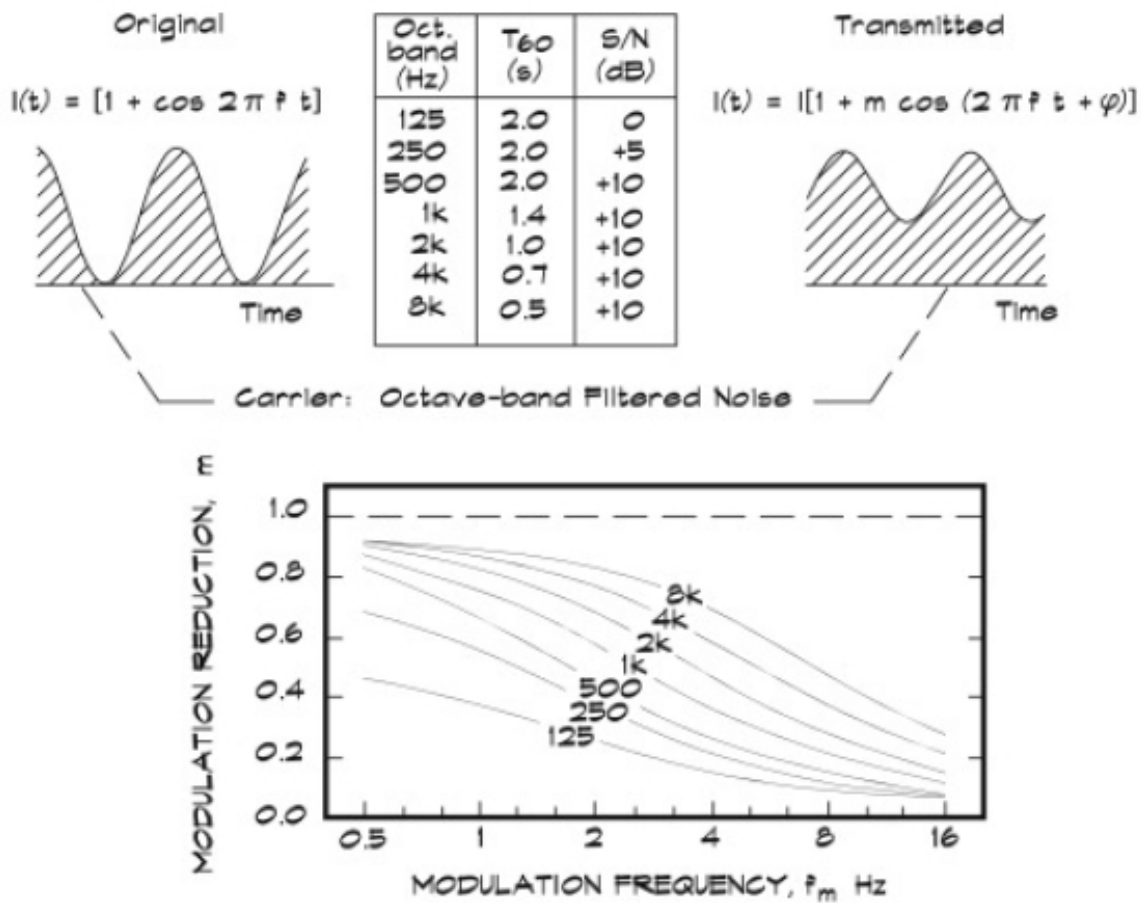 Original
I(t) = [1 + cos 2 π f t]
Time
Oct. band (Hz) T60 (s) S/N (dB)
125 2.0 0
250 2.0 +5
500 2.0 +10
1k 1.4 +10
2k 1.0 +10
4k 0.7 +10
8k 0.5 +10
Transmitted
I(t) = I[1 + m cos (2 π f t + φ)]
Time
Carrier: Octave-band Filtered Noise
MODULATION REDUCTION, m
1.0
0.8
0.6
0.4
0.2
0.0
8k
4k
2k
1k
500
250
125
0.5 1 2 4 8 16
MODULATION FREQUENCY, fm Hz